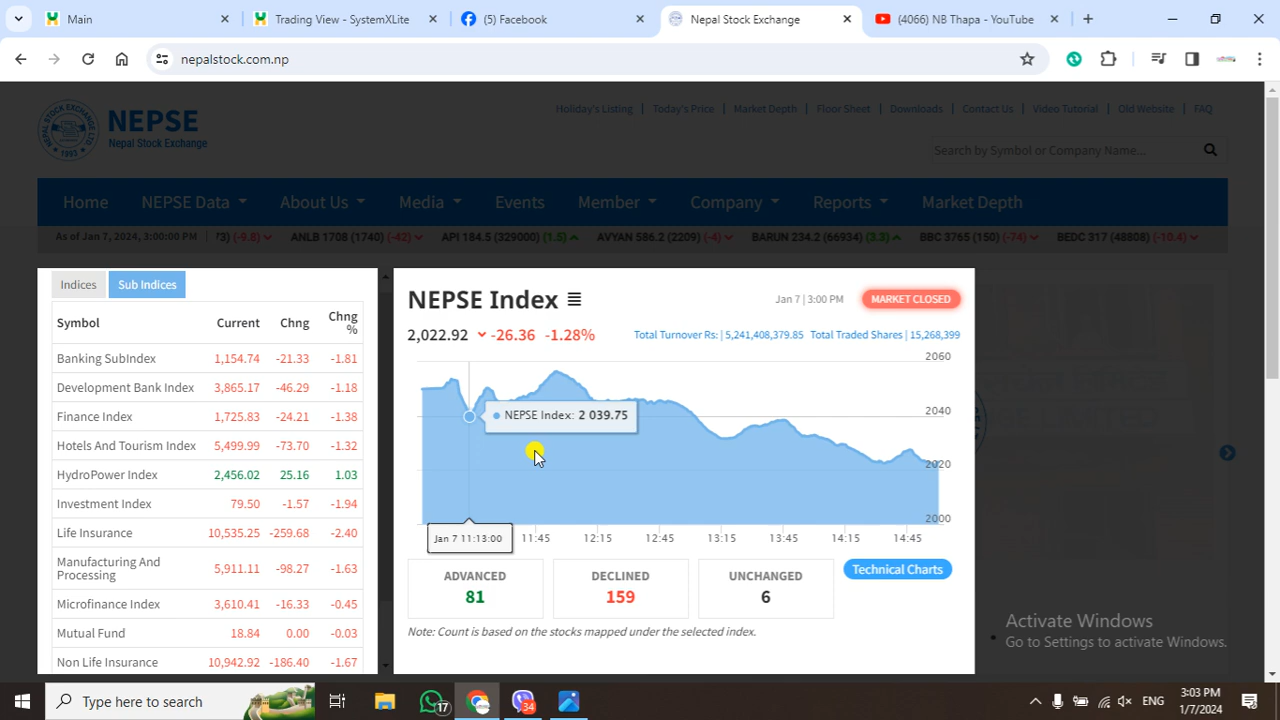 Main
Trading View - SystemXLite
(5) Facebook
Nepal Stock Exchange
(4066) NB Thapa - YouTube
nepalstock.com.np
Holiday's Listing | Today's Price | Market Depth | Floor Sheet | Downloads | Contact Us | Video Tutorial | Old Website | FAQ
NEPSE
Nepal Stock Exchange
Search by Symbol or Company Name...
Home NEPSE Data About Us Media Events Member Company Reports Market Depth
As of Jan 7, 2024, 3:00:00 PM 3) (-9.8) ANLB 1708 (1740) (-42) API 184.5 (329000) (1.5) AVYAN 586.2 (2209) (-4) BARUN 234.2 (66934) (3.3) BBC 3765 (150) (-74) BEDC 317 (48808) (-10.4)
Indices Sub Indices
Symbol Current Chng Chng %
Banking SubIndex 1,154.74 -21.33 -1.81
Development Bank Index 3,865.17 -46.29 -1.18
Finance Index 1,725.83 -24.21 -1.38
Hotels And Tourism Index 5,499.99 -73.70 -1.32
HydroPower Index 2,456.02 25.16 1.03
Investment Index 79.50 -1.57 -1.94
Life Insurance 10,535.25 -259.68 -2.40
Manufacturing And Processing 5,911.11 -98.27 -1.63
Microfinance Index 3,610.41 -16.33 -0.45
Mutual Fund 18.84 0.00 -0.03
Non Life Insurance 10,942.92 -186.40 -1.67
NEPSE Index
Jan 7 | 3:00 PM
MARKET CLOSED
2,022.92 -26.36 -1.28%
Total Turnover Rs: | 5,241,408,379.85 Total Traded Shares | 15,268,399
2060
2040
2020
2000
NEPSE Index: 2 039.75
Jan 7 11:13:00
11:45 12:15 12:45 13:15 13:45 14:15 14:45
ADVANCED
81
DECLINED
159
UNCHANGED
6
Technical Charts
Note: Count is based on the stocks mapped under the selected index.
Activate Windows
Go to Settings to activate Windows.
Type here to search
17
34
ENG
3:03 PM
1/7/2024